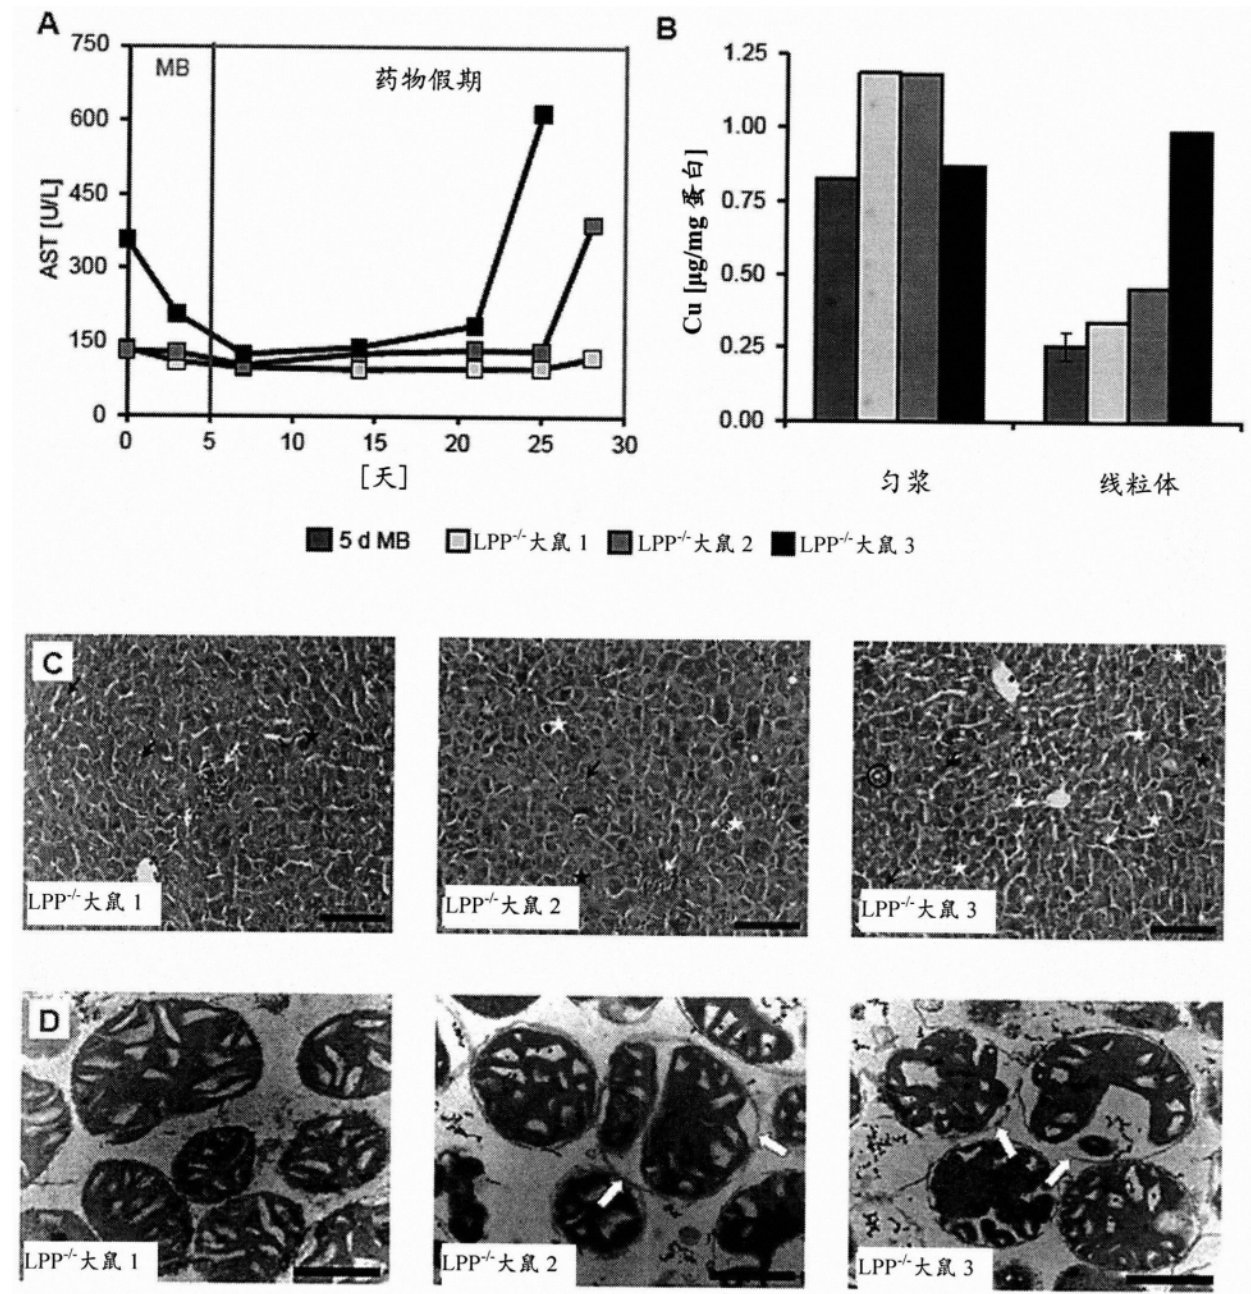 A
750
600
450
300
150
0
AST [U/L]
MB
药物假期
0 5 10 15 20 25 30
[天]
B
1.25
1.00
0.75
0.50
0.25
0.00
Cu [µg/mg 蛋白]
匀浆 线粒体
5 d MB LPP-/-大鼠 1 LPP-/-大鼠 2 LPP-/-大鼠 3
C
LPP-/-大鼠 1
LPP-/-大鼠 2
LPP-/-大鼠 3
D
LPP-/-大鼠 1
LPP-/-大鼠 2
LPP-/-大鼠 3